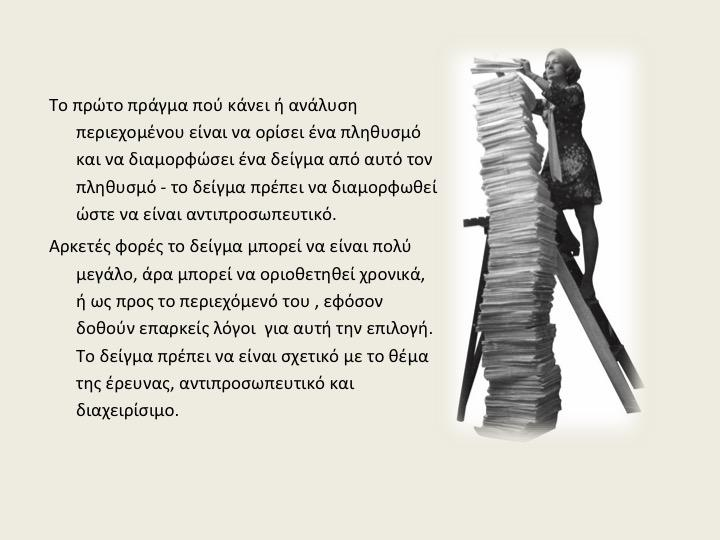 Το πρώτο πράγμα πού κάνει ή ανάλυση
περιεχομένου είναι να ορίσει ένα πληθυσμό
και να διαμορφώσει ένα δείγμα από αυτό τον
πληθυσμό - το δείγμα πρέπει να διαμορφωθεί
ώστε να είναι αντιπροσωπευτικό.
Αρκετές φορές το δείγμα μπορεί να είναι πολύ
μεγάλο, άρα μπορεί να οριοθετηθεί χρονικά,
ή ως προς το περιεχόμενό του , εφόσον
δοθούν επαρκείς λόγοι  για αυτή την επιλογή.
Το δείγμα πρέπει να είναι σχετικό με το θέμα
της έρευνας, αντιπροσωπευτικό και
διαχειρίσιμο.